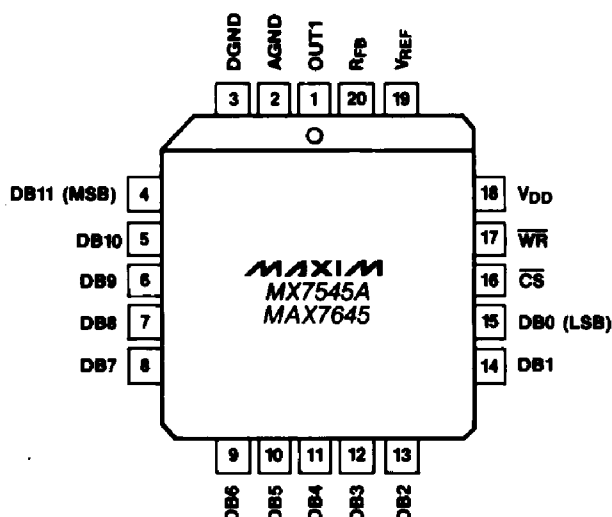 DGND AGND OUT1 RFB VREF
3 2 1 20 19
DB11 (MSB) 4
18 VDD
DB10 5
17 WR
DB9 6
16 CS
DB8 7
15 DB0 (LSB)
DB7 8
14 DB1
MAXIM
MX7545A
MAX7645
9 10 11 12 13
DB6 DB5 DB4 DB3 DB2